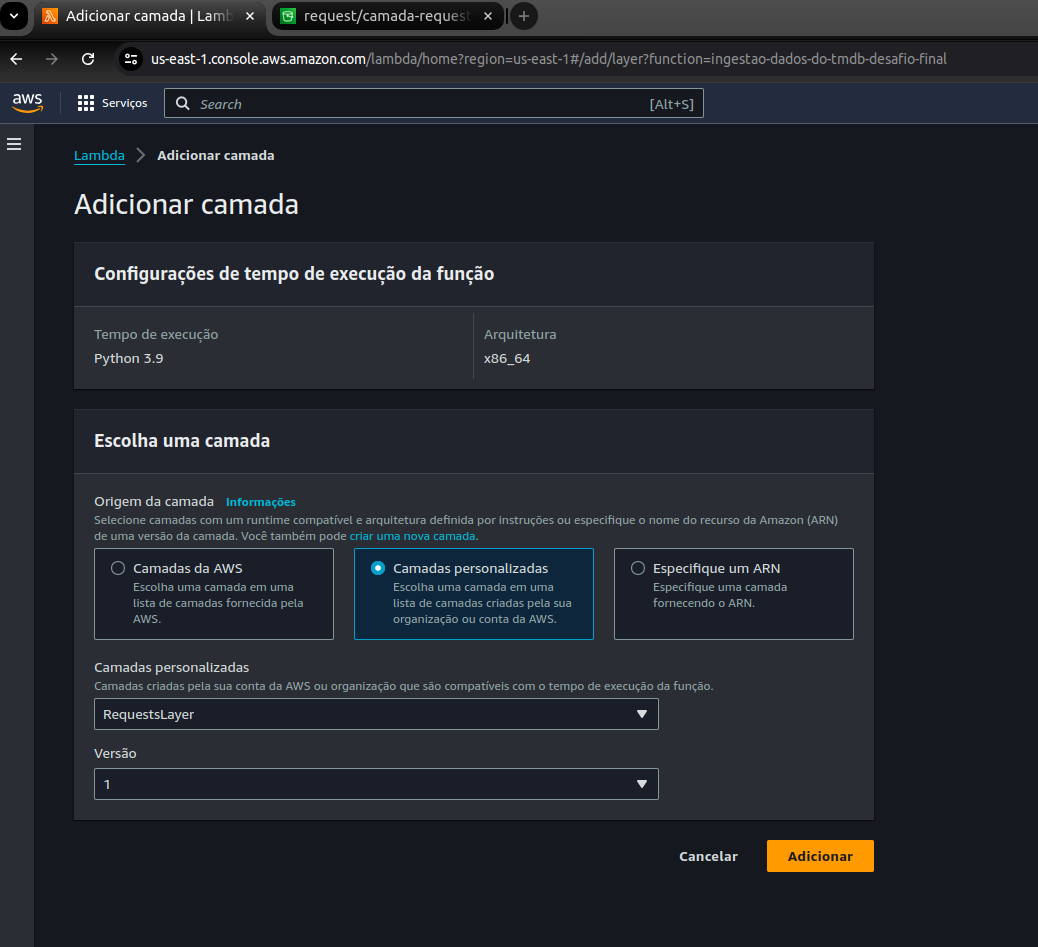 Adicionar camada | Lamb
request/camada-request
us-east-1.console.aws.amazon.com/lambda/home?region=us-east-1#/add/layer?function=ingestao-dados-do-tmdb-desafio-final
aws
Serviços
Search
[Alt+S]
Lambda
Adicionar camada
Adicionar camada
Configurações de tempo de execução da função
Tempo de execução
Arquitetura
Python 3.9
x86_64
Escolha uma camada
Origem da camada Informações
Selecione camadas com um runtime compatível e arquitetura definida por instruções ou especifique o nome do recurso da Amazon (ARN)
de uma versão da camada. Você também pode criar uma nova camada.
Camadas da AWS
Escolha uma camada em uma
lista de camadas fornecida pela
AWS.
Camadas personalizadas
Escolha uma camada em uma
lista de camadas criadas pela sua
organização ou conta da AWS.
Especifique um ARN
Especifique uma camada
fornecendo o ARN.
Camadas personalizadas
Camadas criadas pela sua conta da AWS ou organização que são compatíveis com o tempo de execução da função.
RequestsLayer
Versão
1
Cancelar
Adicionar